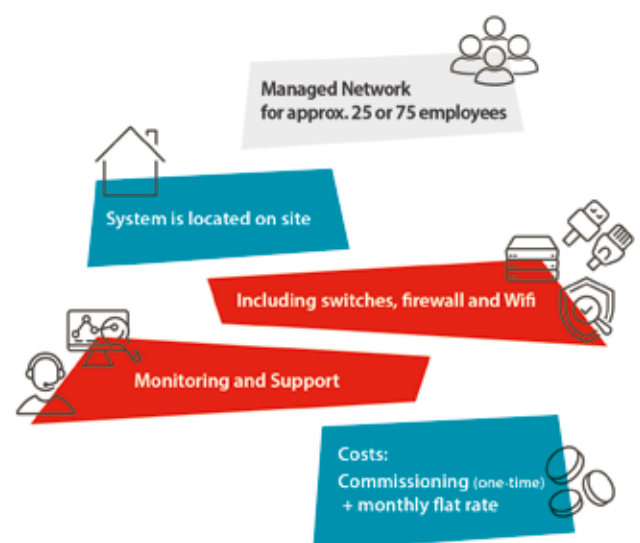 Managed Network
for approx. 25 or 75 employees
System is located on site
Including switches, firewall and Wifi
Monitoring and Support
Costs:
Commissioning (one-time)
+ monthly flat rate